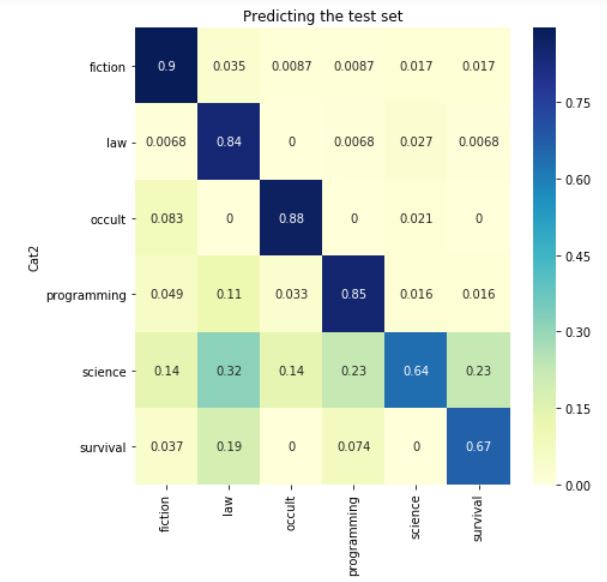 Predicting the test set
fiction 0.9 0.035 0.0087 0.0087 0.017 0.017
law 0.0068 0.84 0 0.0068 0.027 0.0068
occult 0.083 0 0.88 0 0.021 0
programming 0.049 0.11 0.033 0.85 0.016 0.016
science 0.14 0.32 0.14 0.23 0.64 0.23
survival 0.037 0.19 0 0.074 0 0.67
Cat2
fiction law occult programming science survival
0.75
0.60
0.45
0.30
0.15
0.00